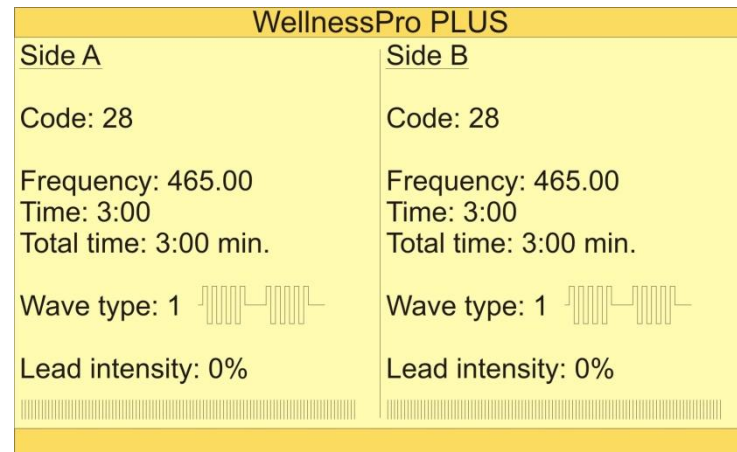 WellnessPro PLUS
Side A
Code: 28
Frequency: 465.00
Time: 3:00
Total time: 3:00 min.
Wave type: 1
Lead intensity: 0%
Side B
Code: 28
Frequency: 465.00
Time: 3:00
Total time: 3:00 min.
Wave type: 1
Lead intensity: 0%